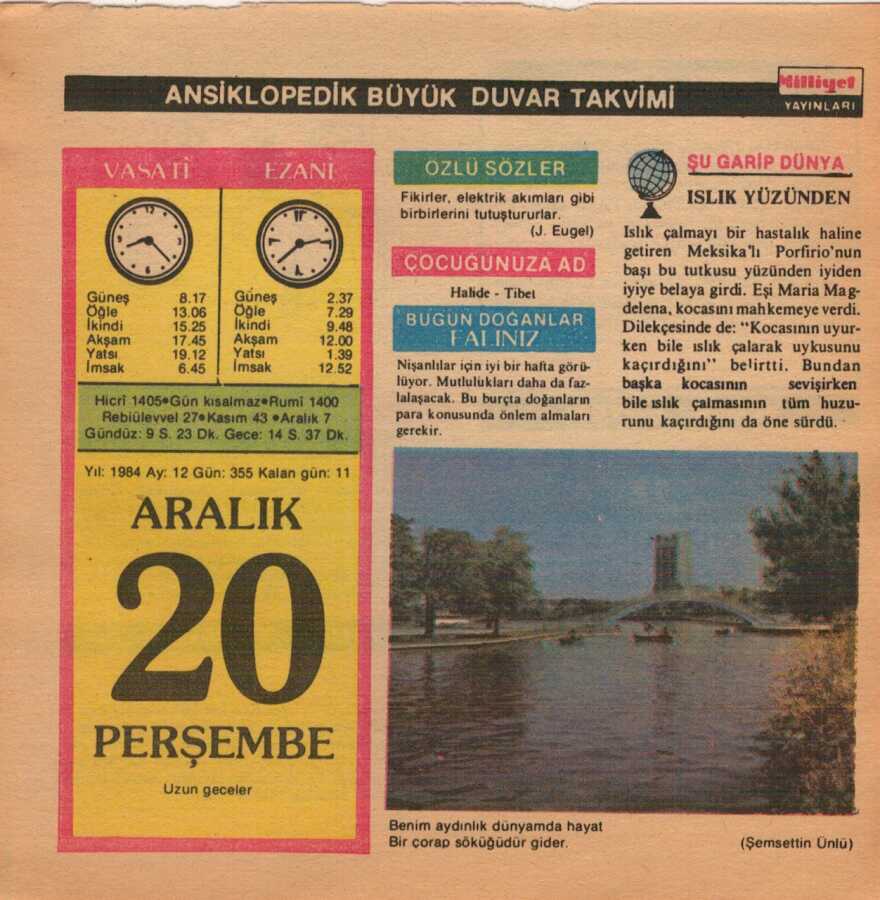 ANSİKLOPEDİK BÜYÜK DUVAR TAKVİMİ
Milliyet
YAYINLARI
VASATİ
Güneş 8.17
Öğle 13.06
İkindi 15.25
Akşam 17.45
Yatsı 19.12
İmsak 6.45
EZANİ
Güneş 2.37
Öğle 7.29
İkindi 9.48
Akşam 12.00
Yatsı 1.39
İmsak 12.52
Hicrî 1405•Gün kısalmaz•Rumî 1400
Rebiülevvel 27•Kasım 43 •Aralık 7
Gündüz: 9 S. 23 Dk. Gece: 14 S. 37 Dk.
Yıl: 1984 Ay: 12 Gün: 355 Kalan gün: 11
ARALIK
20
PERŞEMBE
Uzun geceler
ÖZLÜ SÖZLER
Fikirler, elektrik akımları gibi
birbirlerini tutuştururlar.
(J. Eugel)
ÇOCUĞUNUZA AD
Halide - Tibet
BUGÜN DOĞANLAR
FALINIZ
Nişanlılar için iyi bir hafta görü-
lüyor. Mutlulukları daha da faz-
lalaşacak. Bu burçta doğanların
para konusunda önlem almaları
gerekir.
ŞU GARİP DÜNYA
ISLIK YÜZÜNDEN
Islık çalmayı bir hastalık haline
getiren Meksika'lı Porfirio'nun
başı bu tutkusu yüzünden iyiden
iyiye belaya girdi. Eşi Maria Mag-
delena, kocasını mahkemeye verdi.
Dilekçesinde de: "Kocasının uyur-
ken bile ıslık çalarak uykusunu
kaçırdığını" belirtti. Bundan
başka kocasının sevişirken
bile ıslık çalmasının tüm huzu-
runu kaçırdığını da öne sürdü.
Benim aydınlık dünyamda hayat
Bir çorap söküğüdür gider.
(Şemsettin Ünlü)